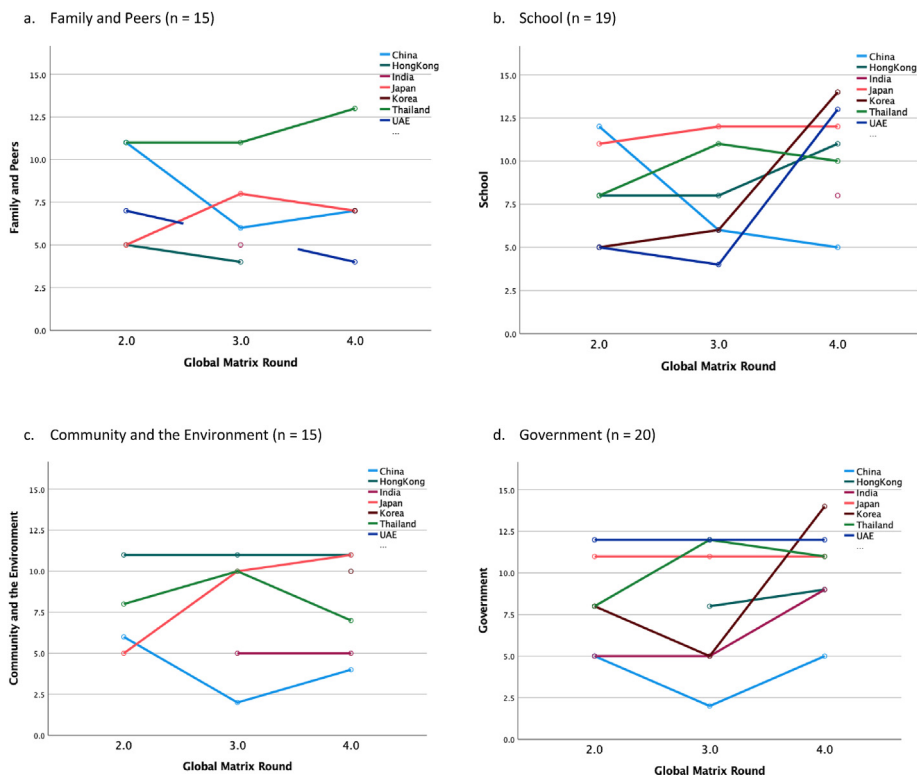 a. Family and Peers (n = 15)
15.0
12.5
10.0
7.5
5.0
2.5
0.0
Family and Peers
China
HongKong
India
Japan
Korea
Thailand
UAE
...
2.0 3.0 4.0
Global Matrix Round
b. School (n = 19)
15.0
12.5
10.0
7.5
5.0
2.5
0.0
School
China
HongKong
India
Japan
Korea
Thailand
UAE
...
2.0 3.0 4.0
Global Matrix Round
c. Community and the Environment (n = 15)
15.0
12.5
10.0
7.5
5.0
2.5
0.0
Community and the Environment
China
HongKong
India
Japan
Korea
Thailand
UAE
...
2.0 3.0 4.0
Global Matrix Round
d. Government (n = 20)
15.0
12.5
10.0
7.5
5.0
2.5
0.0
Government
China
HongKong
India
Japan
Korea
Thailand
UAE
...
2.0 3.0 4.0
Global Matrix Round